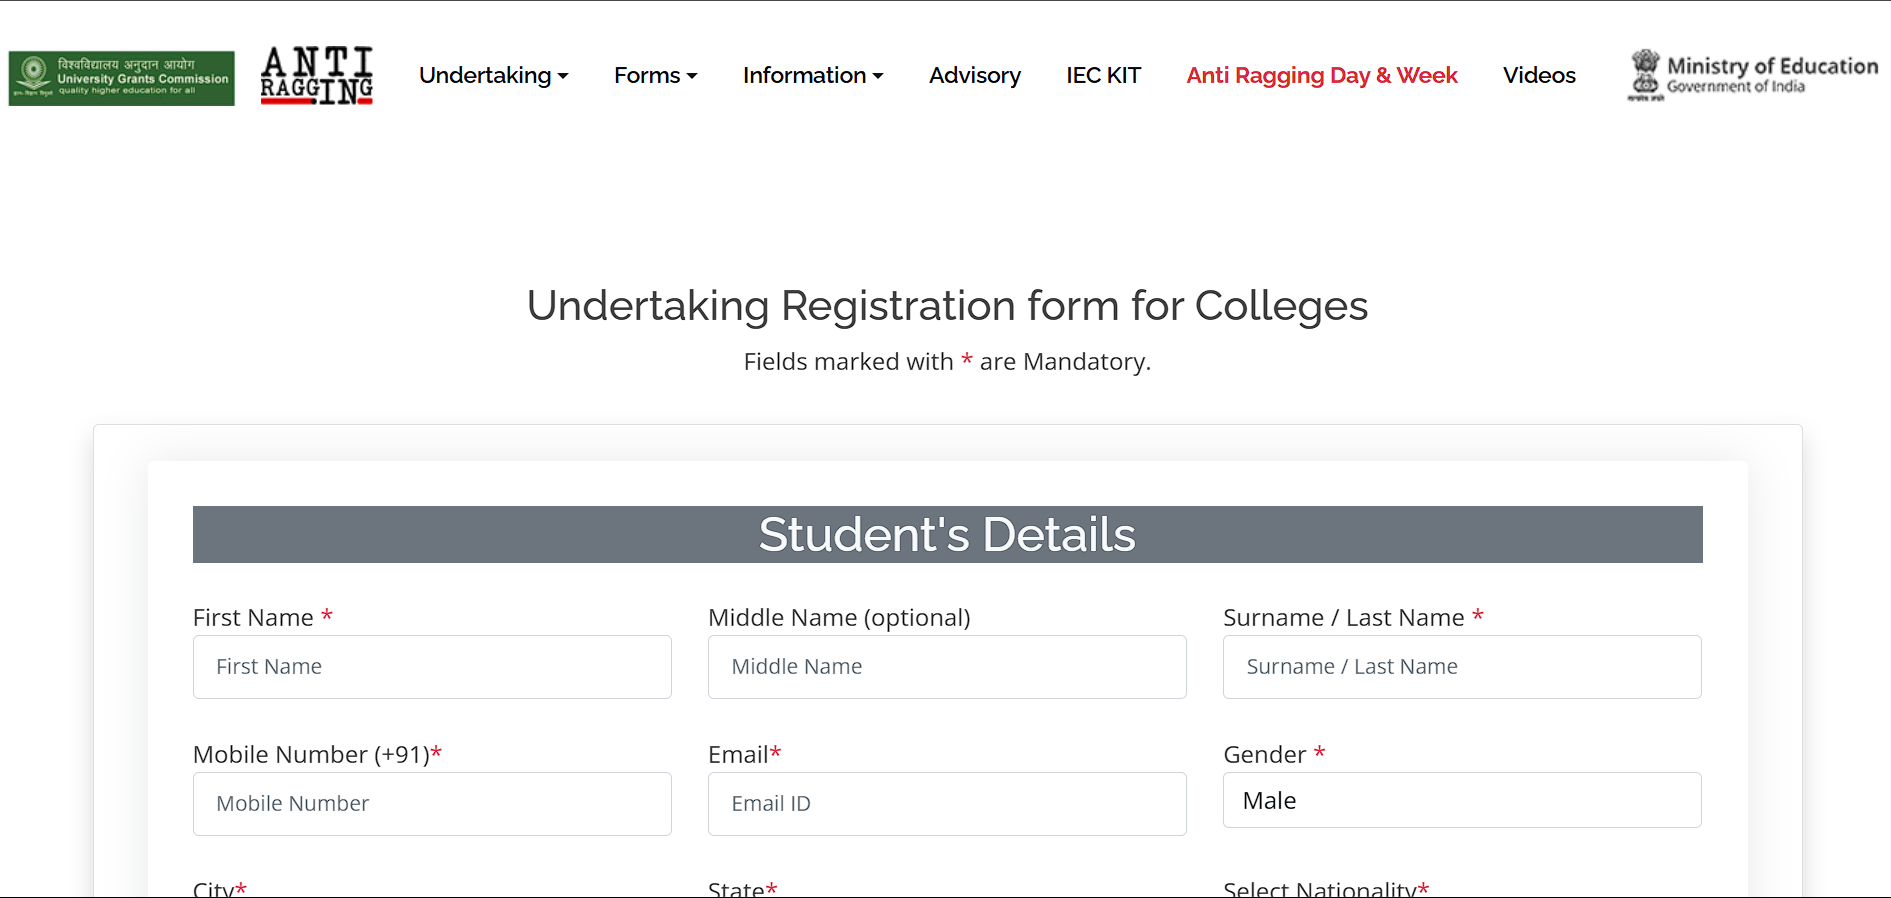 विश्वविद्यालय अनुदान आयोग
University Grants Commission
quality higher education for all
ANTI
RAGGING
Undertaking
Forms
Information
Advisory
IEC KIT
Anti Ragging Day & Week
Videos
Ministry of Education
Government of India
Undertaking Registration form for Colleges
Fields marked with * are Mandatory.
Student's Details
First Name *
Middle Name (optional)
Surname / Last Name *
First Name
Middle Name
Surname / Last Name
Mobile Number (+91)*
Email*
Gender *
Mobile Number
Email ID
Male
City*
State*
Select Nationality*